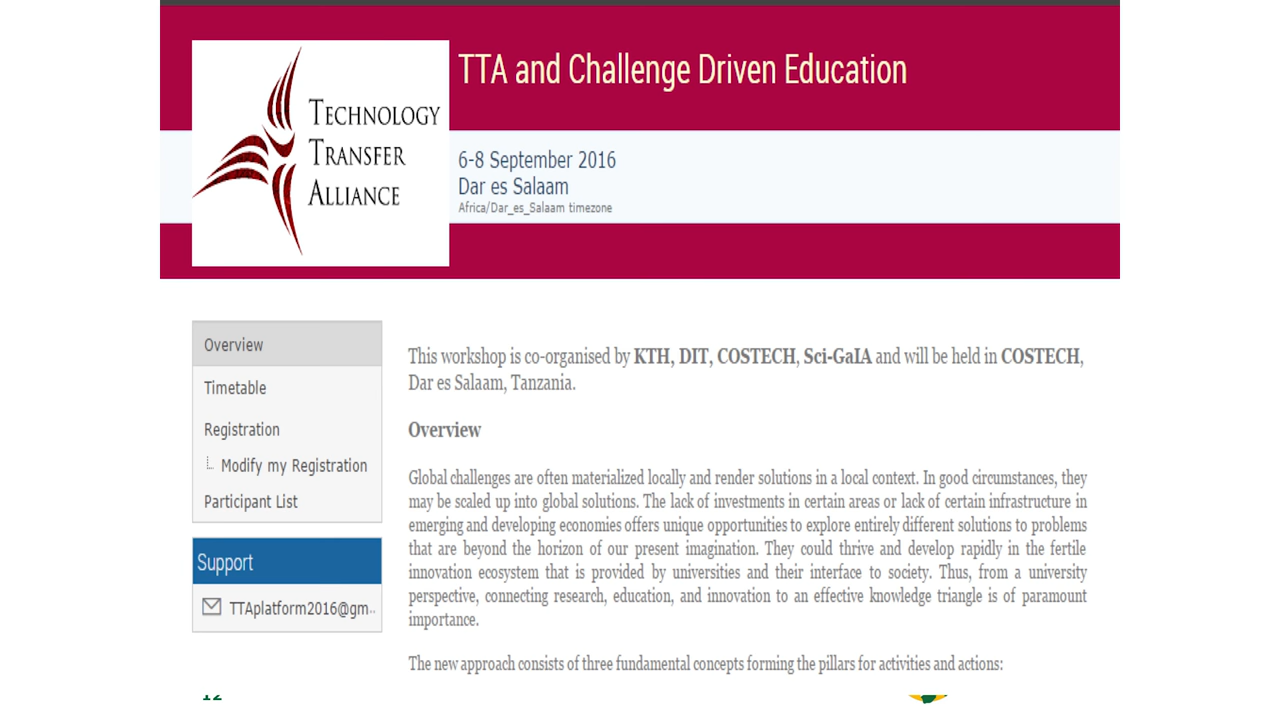 TTA and Challenge Driven Education
TECHNOLOGY
TRANSFER
ALLIANCE
6-8 September 2016
Dar es Salaam
Africa/Dar_es_Salaam timezone
Overview
Timetable
Registration
Modify my Registration
Participant List
Support
TTAplatform2016@gm..
This workshop is co-organised by KTH, DIT, COSTECH, Sci-GaIA and will be held in COSTECH,
Dar es Salaam, Tanzania.
Overview
Global challenges are often materialized locally and render solutions in a local context. In good circumstances, they
may be scaled up into global solutions. The lack of investments in certain areas or lack of certain infrastructure in
emerging and developing economies offers unique opportunities to explore entirely different solutions to problems
that are beyond the horizon of our present imagination. They could thrive and develop rapidly in the fertile
innovation ecosystem that is provided by universities and their interface to society. Thus, from a university
perspective, connecting research, education, and innovation to an effective knowledge triangle is of paramount
importance.
The new approach consists of three fundamental concepts forming the pillars for activities and actions: